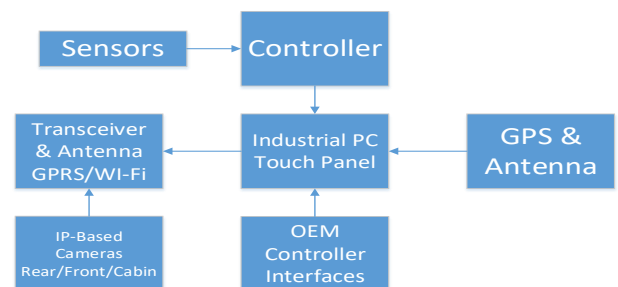 Sensors
Controller
Transceiver
& Antenna
GPRS/WI-Fi
Industrial PC
Touch Panel
GPS &
Antenna
IP-Based
Cameras
Rear/Front/Cabin
OEM
Controller
Interfaces